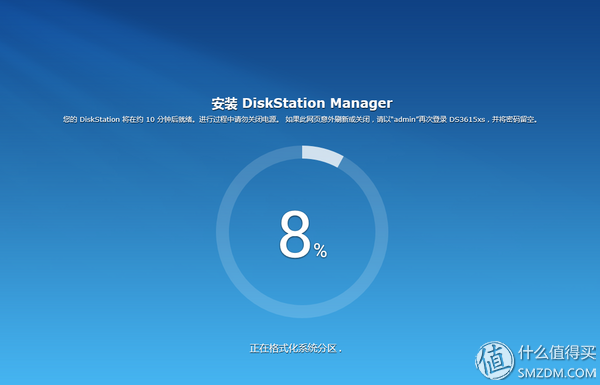 安装 DiskStation Manager
您的 DiskStation 将在约 10 分钟后就绪。进行过程中请勿关闭电源。 如果此网页意外刷新或关闭，请以“admin”再次登录 DS3615xs，并将密码留空。
8%
正在格式化系统分区 .
值 什么值得买
SMZDM.COM